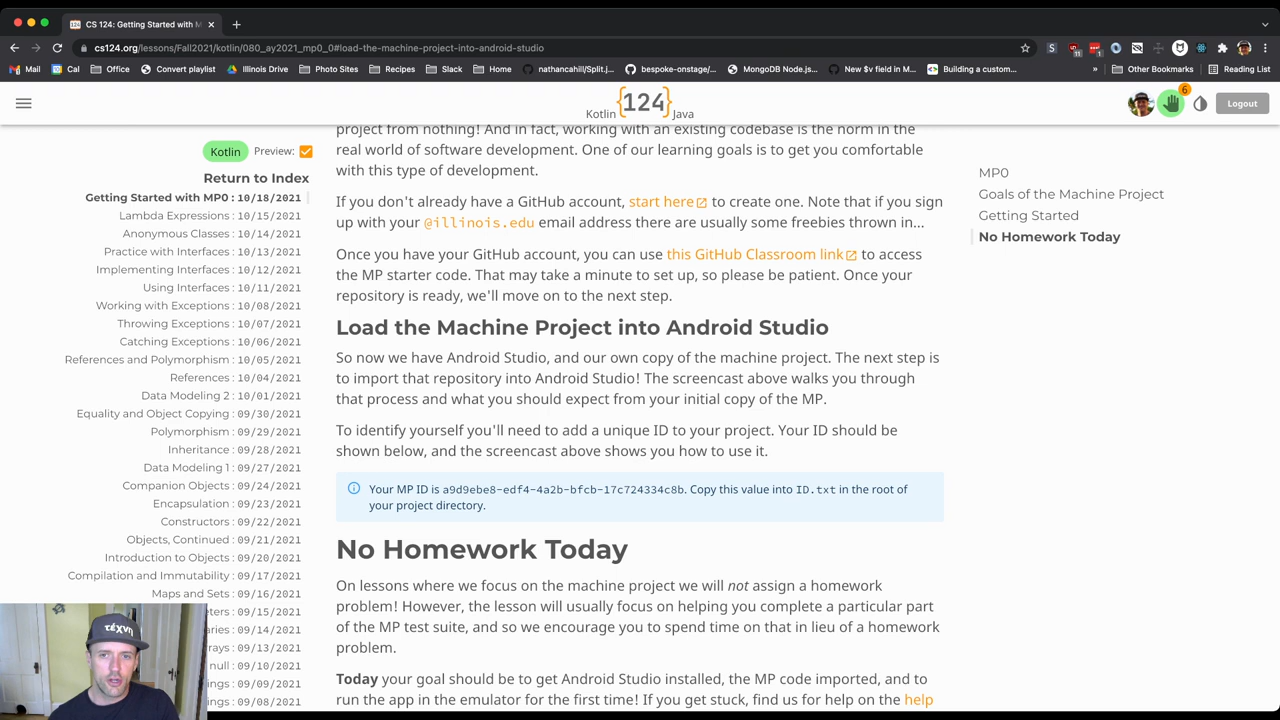 CS 124: Getting Started with M
cs124.org/lessons/Fall2021/kotlin/080_ay2021_mp0_0#load-the-machine-project-into-android-studio
Mail Cal Office Convert playlist Illinois Drive Photo Sites Recipes Slack Home nathancahill/Split.j... bespoke-onstage/... MongoDB Node.js... New $v field in M... Building a custom... » Other Bookmarks Reading List
Kotlin {124} Java
6
Logout
Kotlin Preview:
Return to Index
Getting Started with MP0 : 10/18/2021
Lambda Expressions : 10/15/2021
Anonymous Classes : 10/14/2021
Practice with Interfaces : 10/13/2021
Implementing Interfaces : 10/12/2021
Using Interfaces : 10/11/2021
Working with Exceptions : 10/08/2021
Throwing Exceptions : 10/07/2021
Catching Exceptions : 10/06/2021
References and Polymorphism : 10/05/2021
References : 10/04/2021
Data Modeling 2 : 10/01/2021
Equality and Object Copying : 09/30/2021
Polymorphism : 09/29/2021
Inheritance : 09/28/2021
Data Modeling 1 : 09/27/2021
Companion Objects : 09/24/2021
Encapsulation : 09/23/2021
Constructors : 09/22/2021
Objects, Continued : 09/21/2021
Introduction to Objects : 09/20/2021
Compilation and Immutability : 09/17/2021
Maps and Sets : 09/16/2021
ters : 09/15/2021
aries : 09/14/2021
rays : 09/13/2021
null : 09/10/2021
ings : 09/09/2021
ings : 09/08/2021
project from nothing! And in fact, working with an existing codebase is the norm in the
real world of software development. One of our learning goals is to get you comfortable
with this type of development.
If you don't already have a GitHub account, start here to create one. Note that if you sign
up with your @illinois.edu email address there are usually some freebies thrown in...
Once you have your GitHub account, you can use this GitHub Classroom link to access
the MP starter code. That may take a minute to set up, so please be patient. Once your
repository is ready, we'll move on to the next step.
Load the Machine Project into Android Studio
So now we have Android Studio, and our own copy of the machine project. The next step is
to import that repository into Android Studio! The screencast above walks you through
that process and what you should expect from your initial copy of the MP.
To identify yourself you'll need to add a unique ID to your project. Your ID should be
shown below, and the screencast above shows you how to use it.
Your MP ID is a9d9ebe8-edf4-4a2b-bfcb-17c724334c8b. Copy this value into ID.txt in the root of
your project directory.
No Homework Today
On lessons where we focus on the machine project we will not assign a homework
problem! However, the lesson will usually focus on helping you complete a particular part
of the MP test suite, and so we encourage you to spend time on that in lieu of a homework
problem.
Today your goal should be to get Android Studio installed, the MP code imported, and to
run the app in the emulator for the first time! If you get stuck, find us for help on the help
MP0
Goals of the Machine Project
Getting Started
No Homework Today
τέχνη